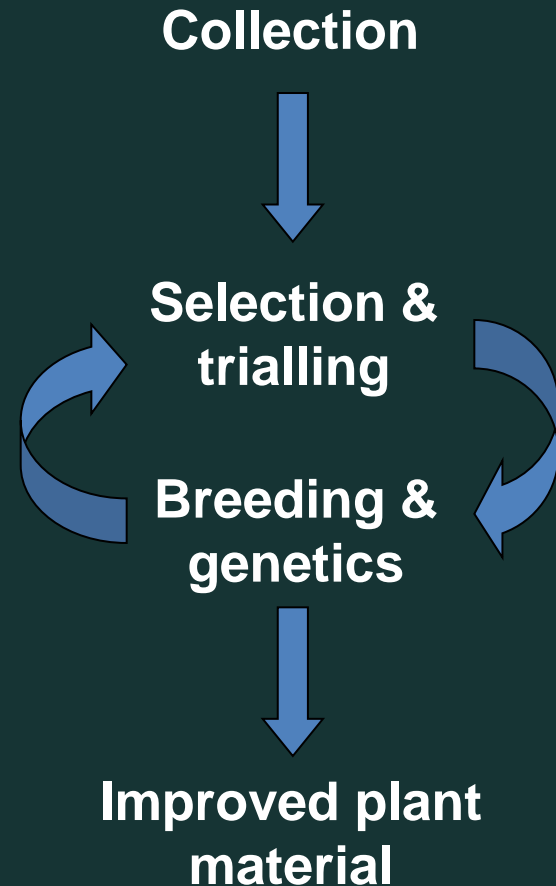 Collection
Selection &
trialling
Breeding &
genetics
Improved plant
material